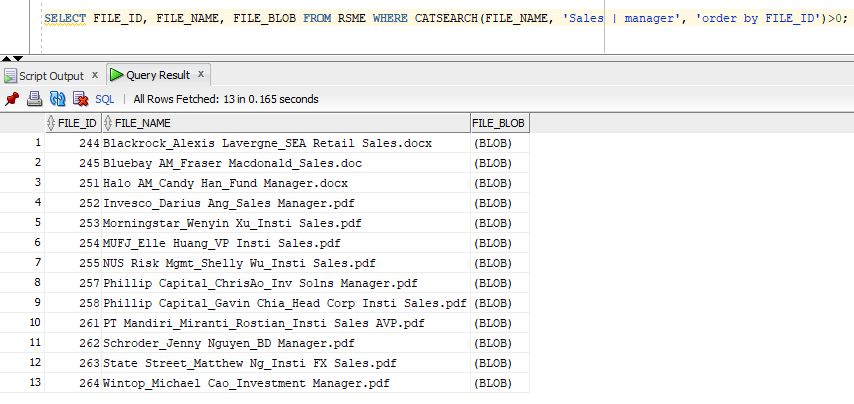 SELECT FILE_ID, FILE_NAME, FILE_BLOB FROM RSME WHERE CATSEARCH(FILE_NAME, 'Sales | manager', 'order by FILE_ID')>0;
Script Output x Query Result x
SQL | All Rows Fetched: 13 in 0.165 seconds
FILE_ID FILE_NAME FILE_BLOB
1 244 Blackrock_Alexis Lavergne_SEA Retail Sales.docx (BLOB)
2 245 Bluebay AM_Fraser Macdonald_Sales.doc (BLOB)
3 251 Halo AM_Candy Han_Fund Manager.docx (BLOB)
4 252 Invesco_Darius Ang_Sales Manager.pdf (BLOB)
5 253 Morningstar_Wenyin Xu_Insti Sales.pdf (BLOB)
6 254 MUFJ_Elle Huang_VP Insti Sales.pdf (BLOB)
7 255 NUS Risk Mgmt_Shelly Wu_Insti Sales.pdf (BLOB)
8 257 Phillip Capital_ChrisAo_Inv Solns Manager.pdf (BLOB)
9 258 Phillip Capital_Gavin Chia_Head Corp Insti Sales.pdf (BLOB)
10 261 PT Mandiri_Miranti_Rostian_Insti Sales AVP.pdf (BLOB)
11 262 Schroder_Jenny Nguyen_BD Manager.pdf (BLOB)
12 263 State Street_Matthew Ng_Insti FX Sales.pdf (BLOB)
13 264 Wintop_Michael Cao_Investment Manager.pdf (BLOB)